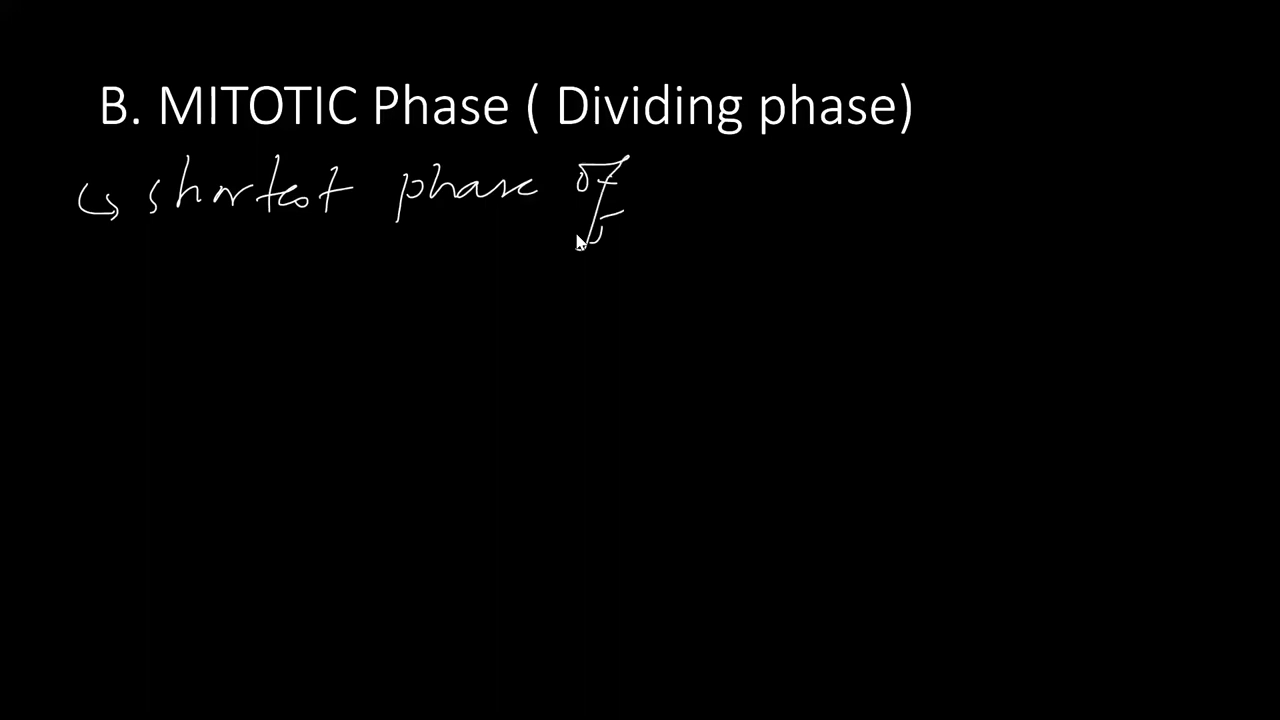 B. MITOTIC Phase ( Dividing phase)
↳ shortest phase of